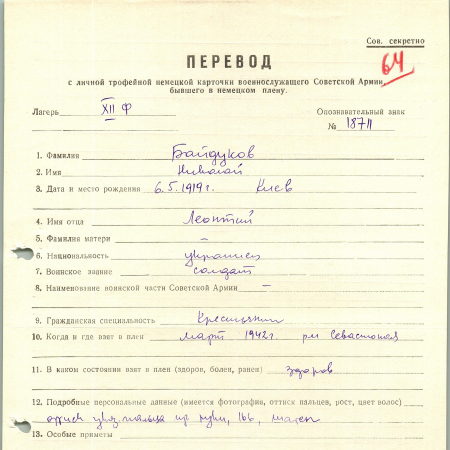 Сов. секретно
64
ПЕРЕВОД
с личной трофейной немецкой карточки военнослужащего Советской Армии,
бывшего в немецком плену.
Лагерь XII Ф
Опознавательный знак
№ 18711
1. Фамилия Байдуков
2. Имя Николай
3. Дата и место рождения 6.5.1919г. Киев
4. Имя отца Леонтий
5. Фамилия матери –
6. Национальность украинец
7. Воинское звание солдат
8. Наименование воинской части Советской Армии –
9. Гражданская специальность Крестьянин
10. Когда и где взят в плен март 1942г. Севастополя
11. В каком состоянии взят в плен (здоров, болен, ранен) здоров
12. Подробные персональные данные (имеется фотография, оттиск пальцев, рост, цвет волос)
оттиск пальца 166,
13. Особые приметы